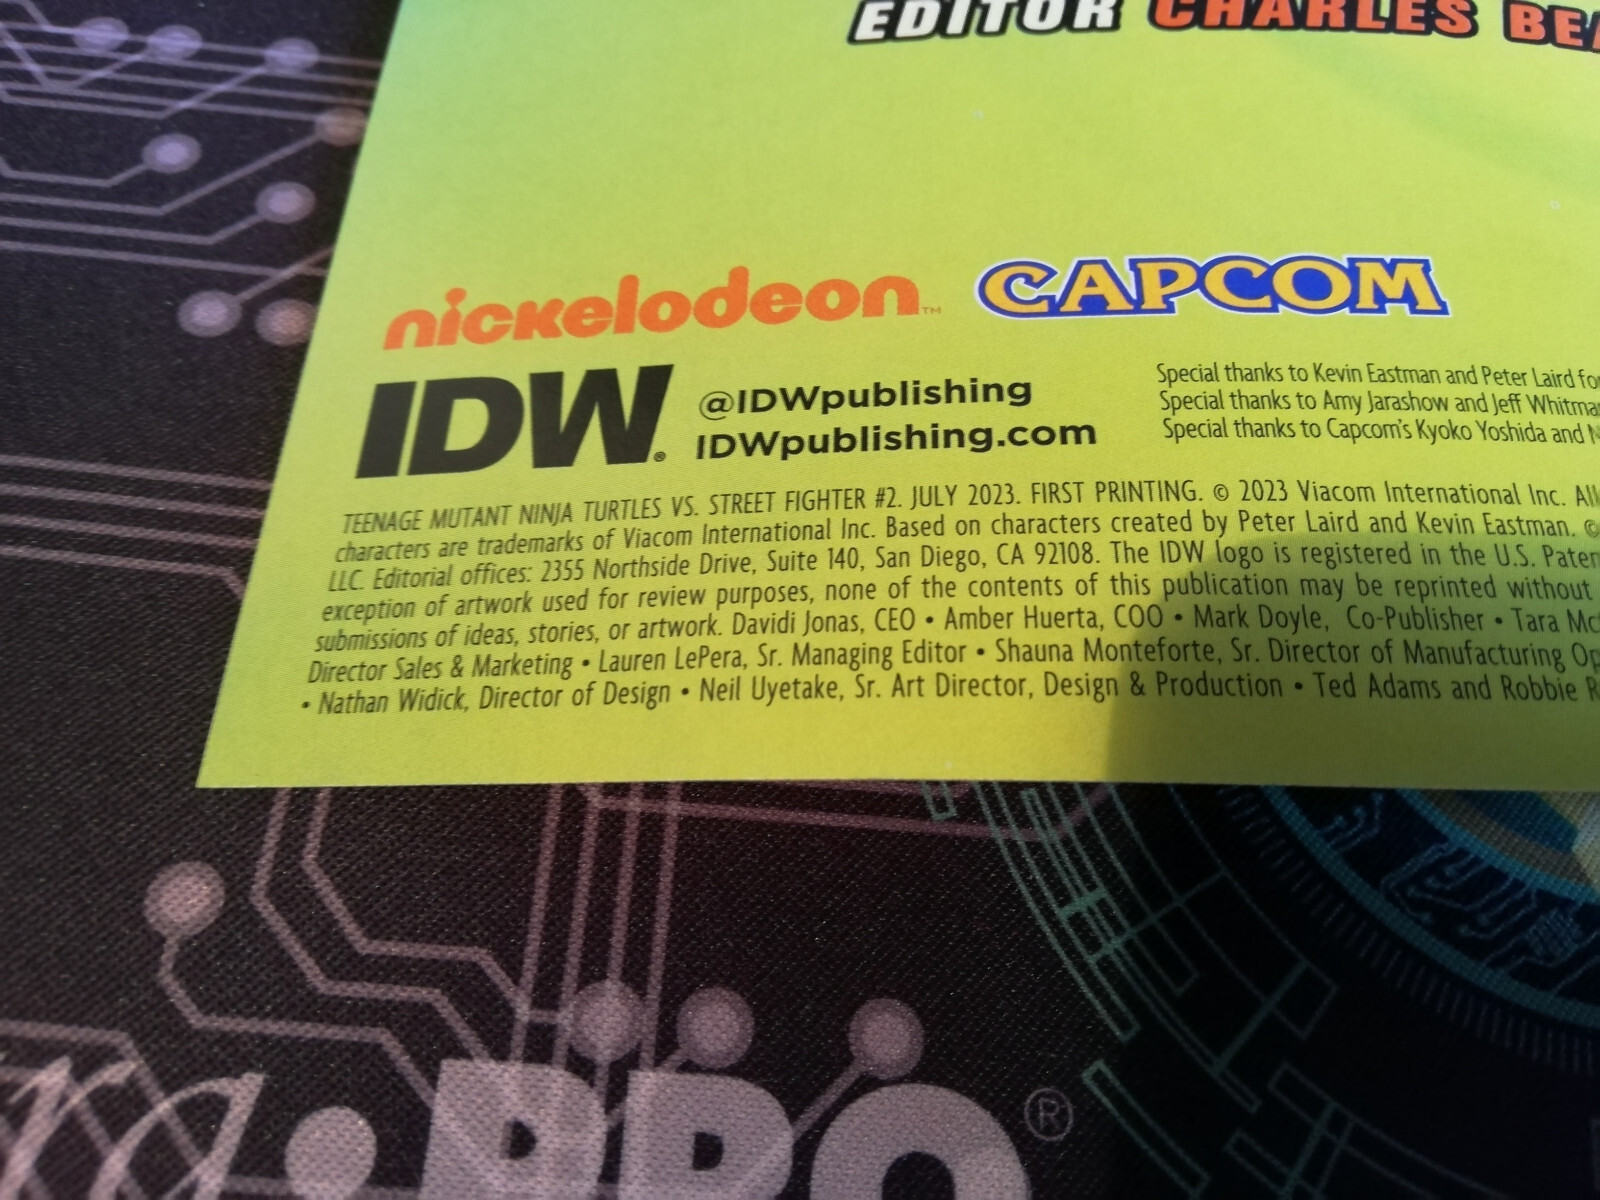 EDITOR CHARLES
nickelodeon™ CAPCOM
IDW® @IDWpublishing
IDWpublishing.com
Special thanks to Kevin Eastman and Peter Laird
Special thanks to Amy Jarashow and Jeff
Special thanks to Capcom's Kyoko Yoshida and
TEENAGE MUTANT NINJA TURTLES VS. STREET FIGHTER #2. JULY 2023. FIRST PRINTING. © 2023 Viacom International Inc. All
characters are trademarks of Viacom International Inc. Based on characters created by Peter Laird and Kevin Eastman. ©
LLC. Editorial offices: 2355 Northside Drive, Suite 140, San Diego, CA 92108. The IDW logo is registered in the U.S.
exception of artwork used for review purposes, none of the contents of this publication may be reprinted without
submissions of ideas, stories, or artwork. Davidi Jonas, CEO • Amber Huerta, COO • Mark Doyle, Co-Publisher • Tara
Director Sales & Marketing • Lauren LePera, Sr. Managing Editor • Shauna Monteforte, Sr. Director of Manufacturing
• Nathan Widick, Director of Design • Neil Uyetake, Sr. Art Director, Design & Production • Ted Adams and Robbie
PRO®